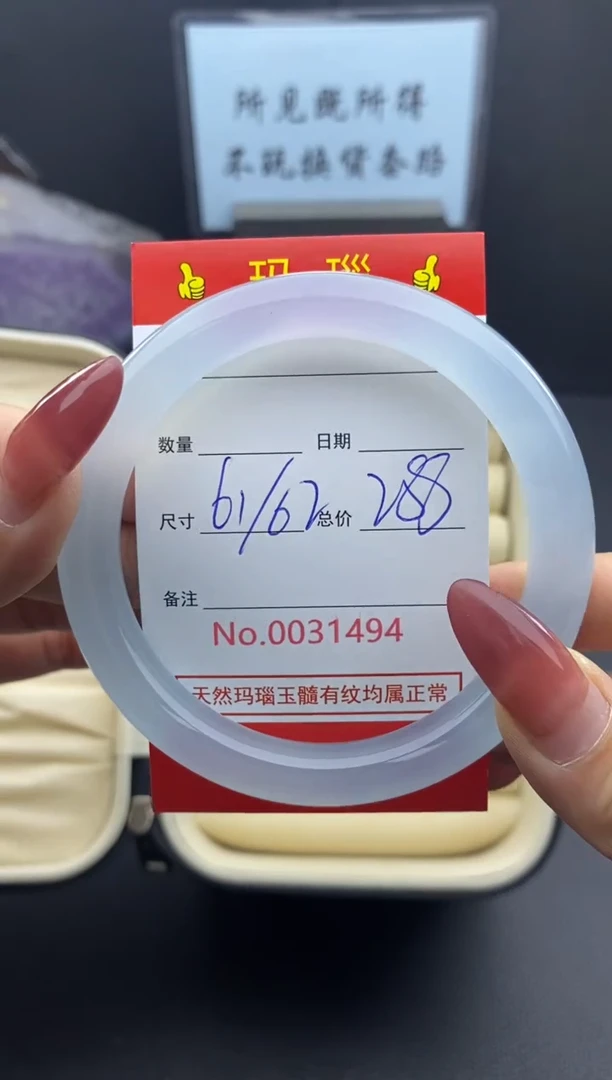 所见既所得
不玩换货套路
玛 瑙
数量 日期
尺寸 61/62 总价 288
备注
No.0031494
天然玛瑙玉髓有纹均属正常